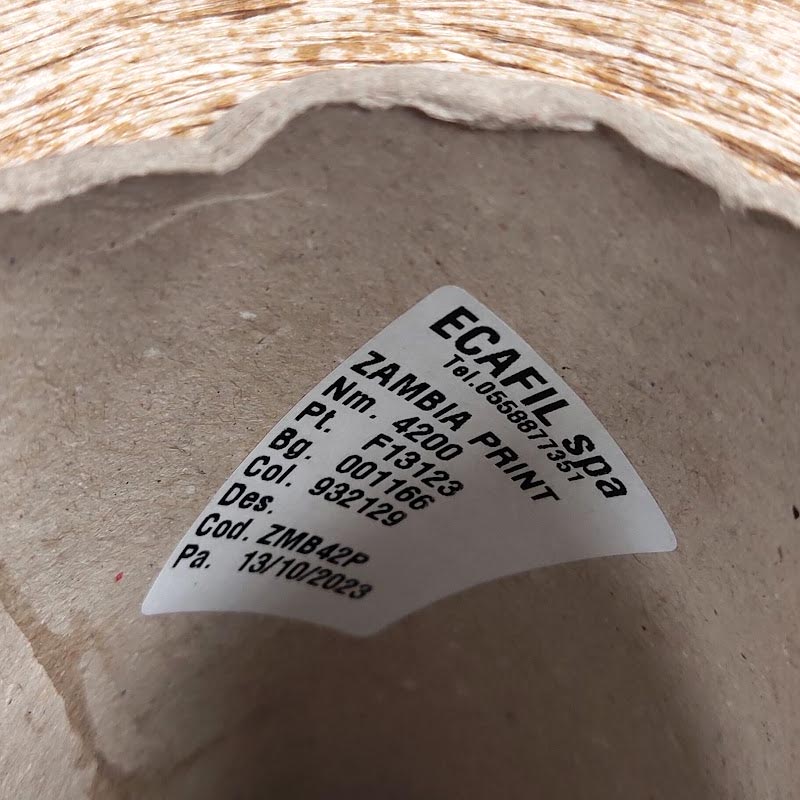 ECAFIL spa
Tel.0558877351
ZAMBIA PRINT
Nm. 4200
Pt. F13123
Bg. 001166
Col. 932129
Des.
Cod. ZMB42P
Pa. 13/10/2023